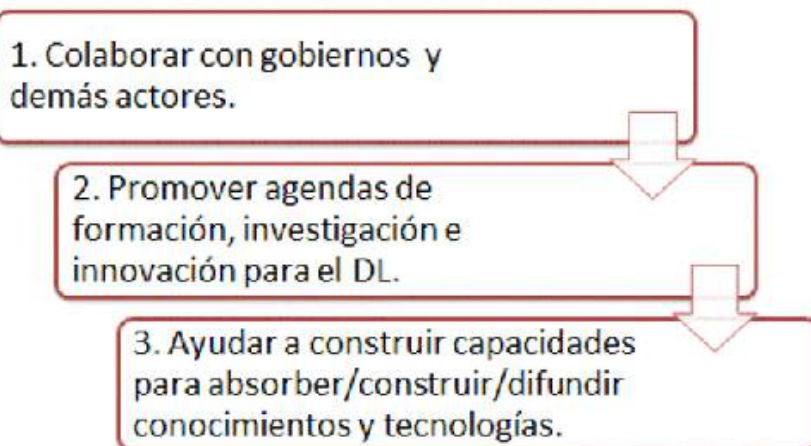 1. Colaborar con gobiernos y
demás actores.
2. Promover agendas de
formación, investigación e
innovación para el DL.
3. Ayudar a construir capacidades
para absorber/construir/difundir
conocimientos y tecnologías.